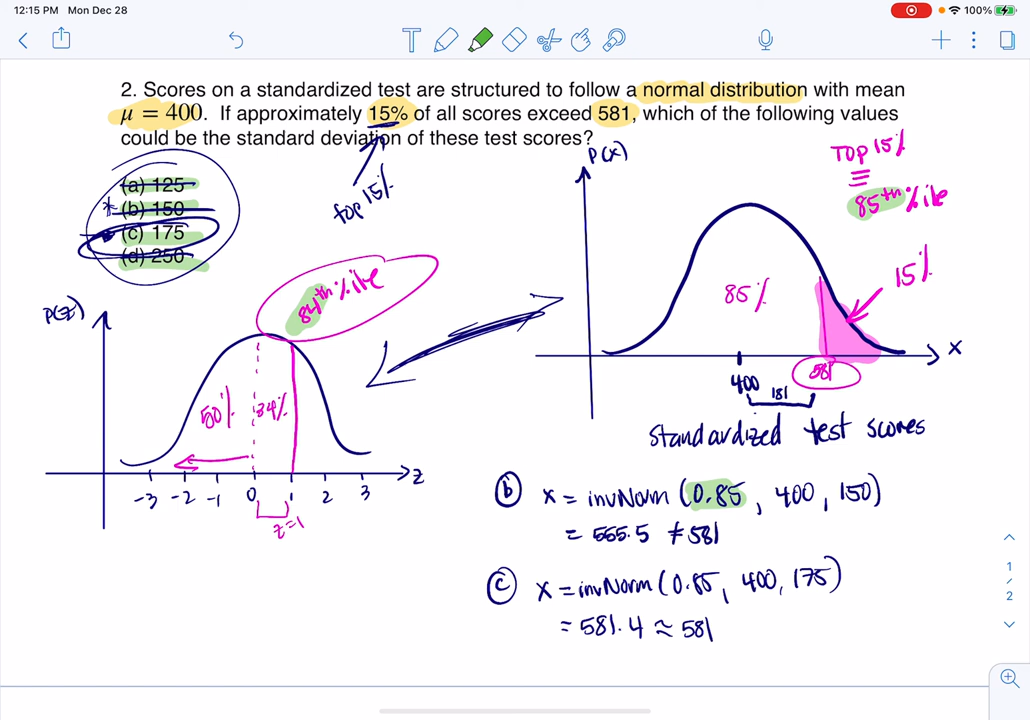 12:15 PM Mon Dec 28
100%
T
2. Scores on a standardized test are structured to follow a normal distribution with mean
μ = 400. If approximately 15% of all scores exceed 581, which of the following values
could be the standard deviation of these test scores?
(a) 125
* (b) 150
(c) 175
(d) 250
top 15%
P(x)
TOP 15%
≡
85th %ile
85%
15%
x
400
581
181
standardized test scores
P(z)
84th %ile
50%
34%
-3 -2 -1 0 1 2 3
z
z=1
(b) x = invNorm (0.85, 400, 150)
= 555.5 ≠ 581
(c) x = invNorm (0.85, 400, 175)
= 581.4 ≈ 581
1
/
2